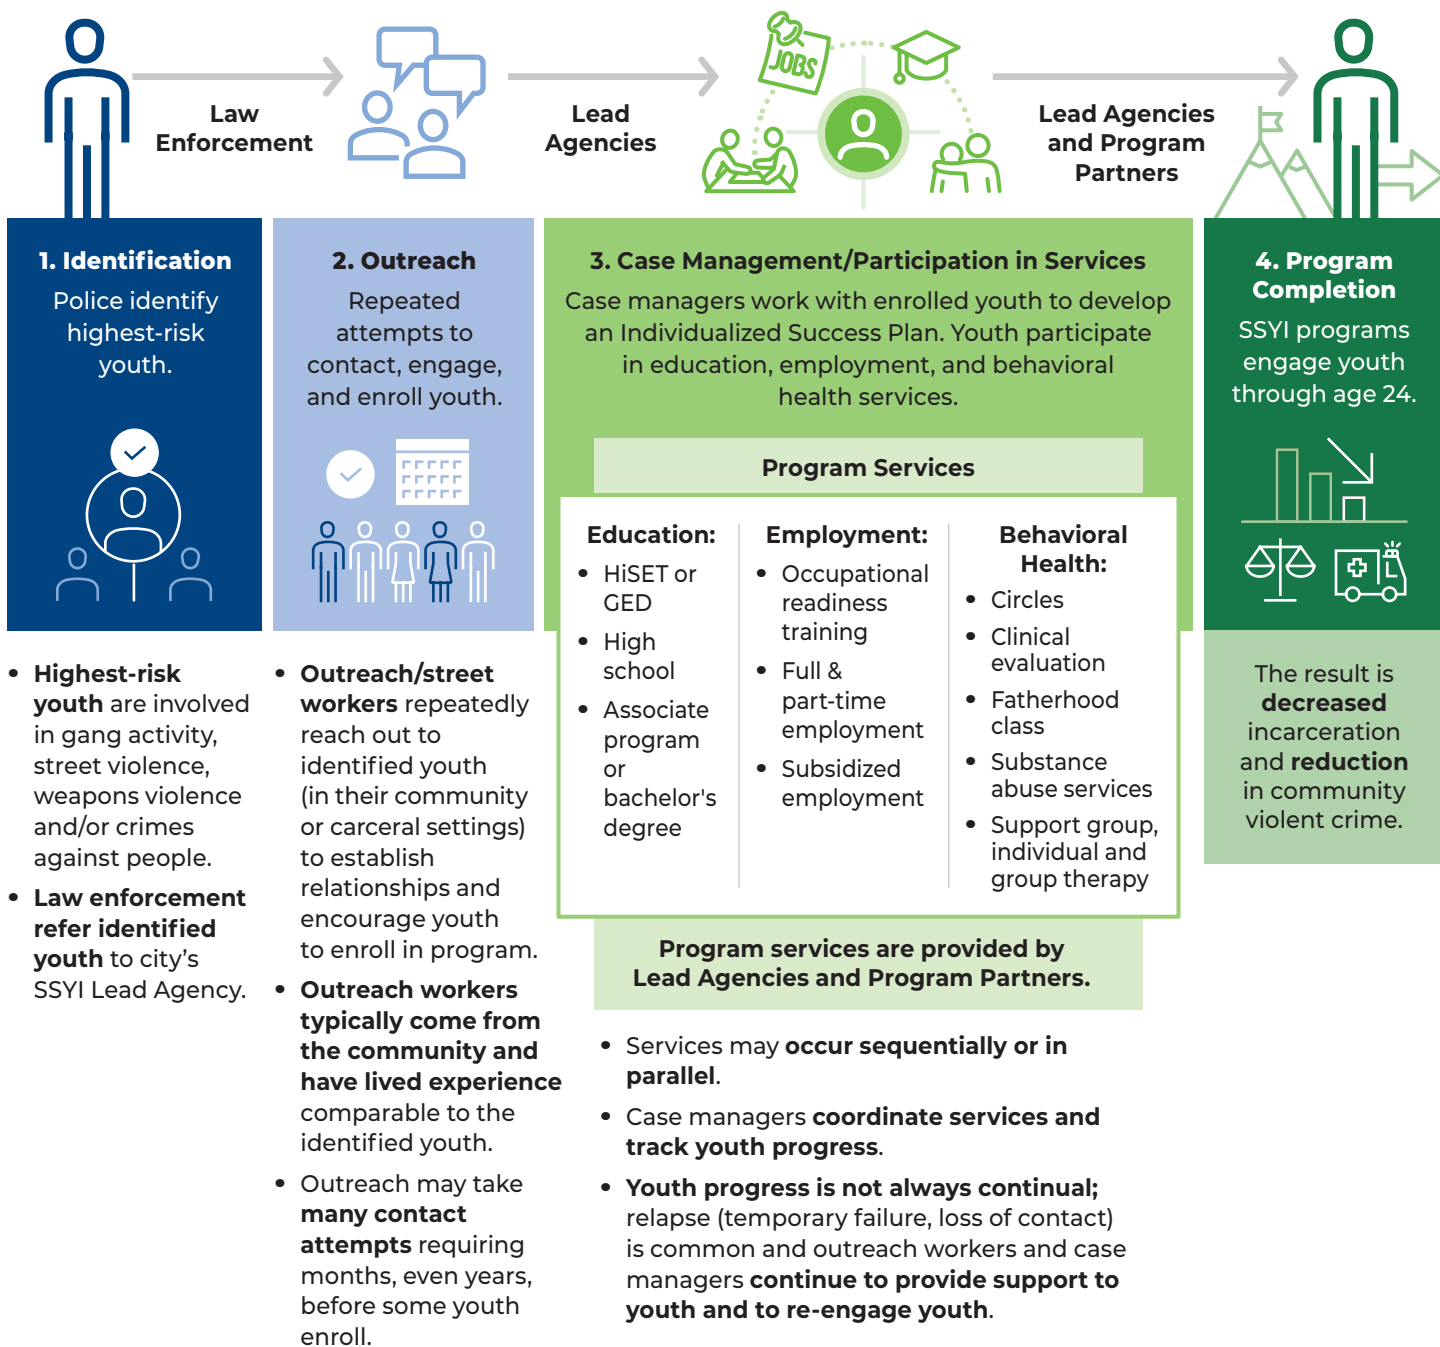 Law
Enforcement
Lead
Agencies
JOBS
Lead Agencies
and Program
Partners
1. Identification
Police identify
highest-risk
youth.
• Highest-risk
youth are involved
in gang activity,
street violence,
weapons violence
and/or crimes
against people.
• Law enforcement
refer identified
youth to city’s
SSYI Lead Agency.
2. Outreach
Repeated
attempts to
contact, engage,
and enroll youth.
• Outreach/street
workers repeatedly
reach out to
identified youth
(in their community
or carceral settings)
to establish
relationships and
encourage youth
to enroll in program.
• Outreach workers
typically come from
the community and
have lived experience
comparable to the
identified youth.
• Outreach may take
many contact
attempts requiring
months, even years,
before some youth
enroll.
3. Case Management/Participation in Services
Case managers work with enrolled youth to develop
an Individualized Success Plan. Youth participate
in education, employment, and behavioral
health services.
Program Services
Education:
• HiSET or
GED
• High
school
• Associate
program
or
bachelor's
degree
Employment:
• Occupational
readiness
training
• Full &
part-time
employment
• Subsidized
employment
Behavioral
Health:
• Circles
• Clinical
evaluation
• Fatherhood
class
• Substance
abuse services
• Support group,
individual and
group therapy
Program services are provided by
Lead Agencies and Program Partners.
• Services may occur sequentially or in
parallel.
• Case managers coordinate services and
track youth progress.
• Youth progress is not always continual;
relapse (temporary failure, loss of contact)
is common and outreach workers and case
managers continue to provide support to
youth and to re-engage youth.
4. Program
Completion
SSYI programs
engage youth
through age 24.
The result is
decreased
incarceration
and reduction
in community
violent crime.